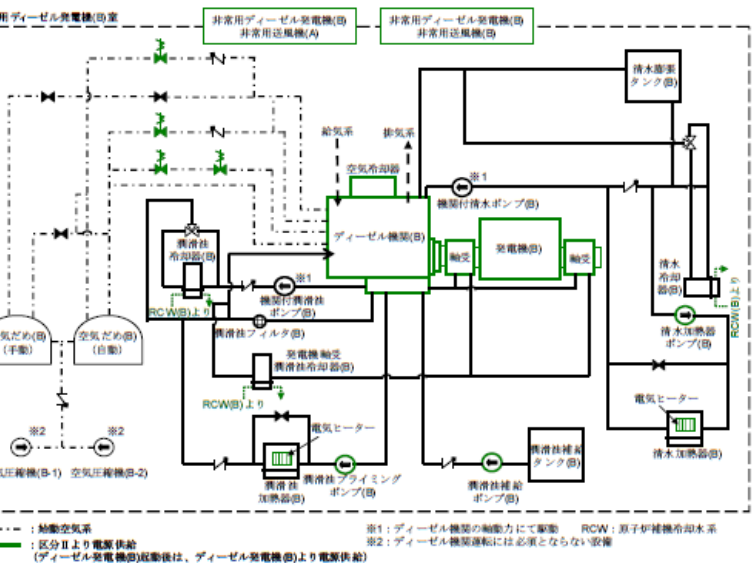 用ディーゼル発電機(B)室
非常用ディーゼル発電機(B)
非常用送風機(A)
非常用ディーゼル発電機(B)
非常用送風機(B)
清水膨張
タンク(B)
給気系
排気系
空気冷却器
※1
機関付清水ポンプ(B)
ディーゼル機関(B)
軸受
発電機(B)
軸受
潤滑油
冷却器(B)
RCW(B)より
※1
機関付潤滑油
ポンプ(B)
潤滑油フィルタ(B)
清水
冷却
器(B)
RCW(B)より
清水加熱器
ポンプ(B)
気だめ(B)
(手動)
空気だめ(B)
(自動)
発電機軸受
潤滑油冷却器(B)
RCW(B)より
電気ヒーター
清水加熱器(B)
※2
※2
気圧縮機(B-1)
空気圧縮機(B-2)
電気ヒーター
潤滑油
加熱器(B)
潤滑油プライミング
ポンプ(B)
潤滑油補給
タンク(B)
潤滑油補給
ポンプ(B)
：始動空気系
：区分Ⅱより電源供給
(ディーゼル発電機(B)起動後は、ディーゼル発電機(B)より電源供給)
※1：ディーゼル機関の軸動力にて駆動
RCW：原子炉補機冷却水系
※2：ディーゼル機関運転には必須とならない設備